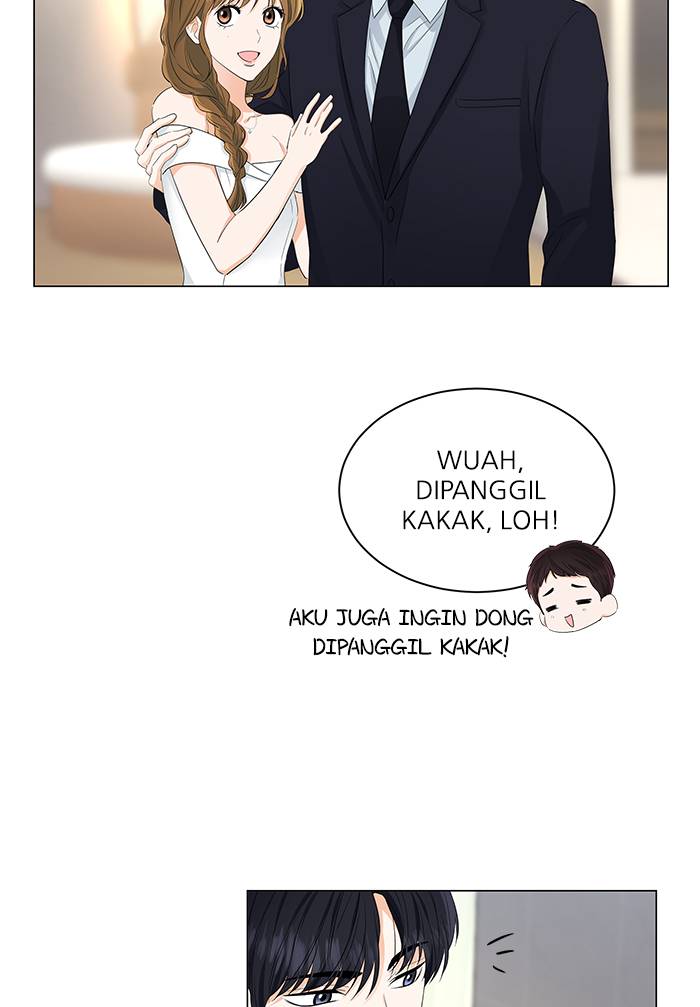 WUAH,
DIPANGGIL
KAKAK, LOH!
AKU JUGA INGIN DONG
DIPANGGIL KAKAK!